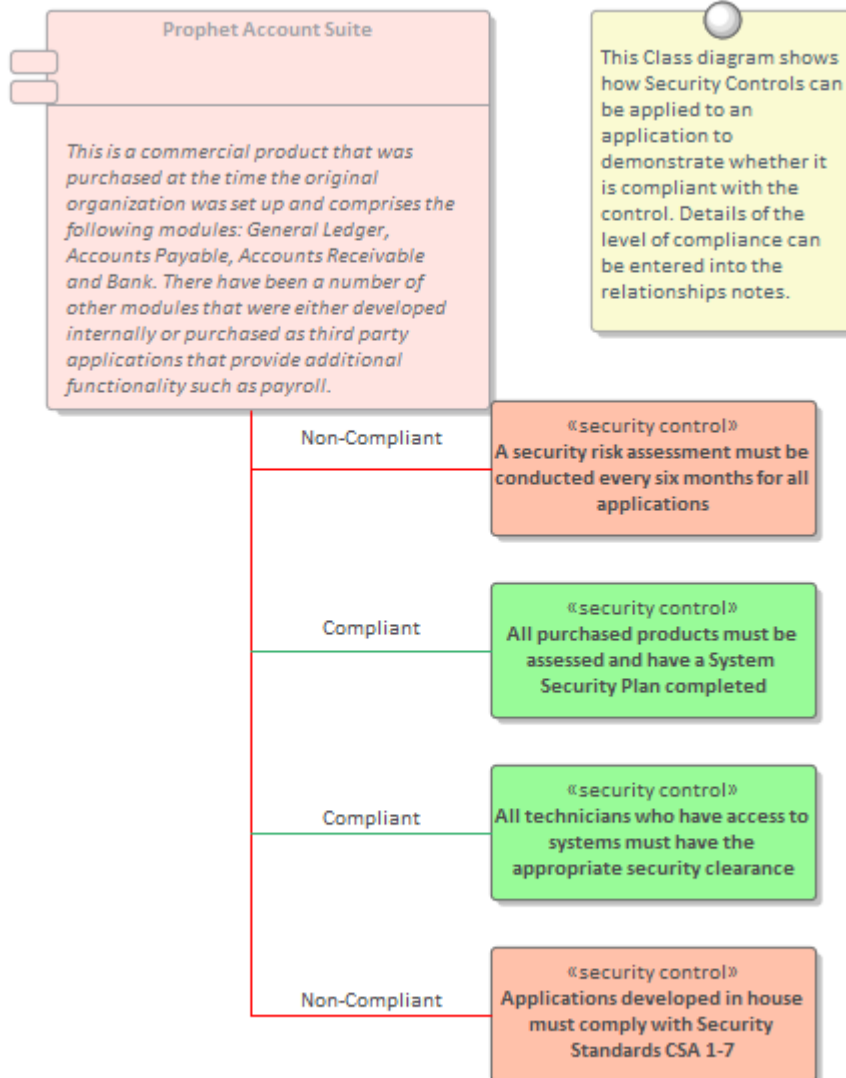 Prophet Account Suite
This is a commercial product that was
purchased at the time the original
organization was set up and comprises the
following modules: General Ledger,
Accounts Payable, Accounts Receivable
and Bank. There have been a number of
other modules that were either developed
internally or purchased as third party
applications that provide additional
functionality such as payroll.
This Class diagram shows
how Security Controls can
be applied to an
application to
demonstrate whether it
is compliant with the
control. Details of the
level of compliance can
be entered into the
relationships notes.
Non-Compliant
«security control»
A security risk assessment must be
conducted every six months for all
applications
Compliant
«security control»
All purchased products must be
assessed and have a System
Security Plan completed
Compliant
«security control»
All technicians who have access to
systems must have the
appropriate security clearance
Non-Compliant
«security control»
Applications developed in house
must comply with Security
Standards CSA 1-7